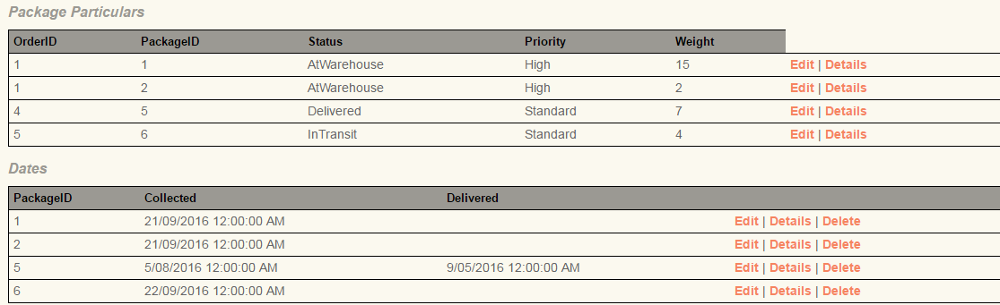 Package Particulars
OrderID PackageID Status Priority Weight
1 1 AtWarehouse High 15 Edit | Details
1 2 AtWarehouse High 2 Edit | Details
4 5 Delivered Standard 7 Edit | Details
5 6 InTransit Standard 4 Edit | Details
Dates
PackageID Collected Delivered
1 21/09/2016 12:00:00 AM Edit | Details | Delete
2 21/09/2016 12:00:00 AM Edit | Details | Delete
5 5/08/2016 12:00:00 AM 9/05/2016 12:00:00 AM Edit | Details | Delete
6 22/09/2016 12:00:00 AM Edit | Details | Delete